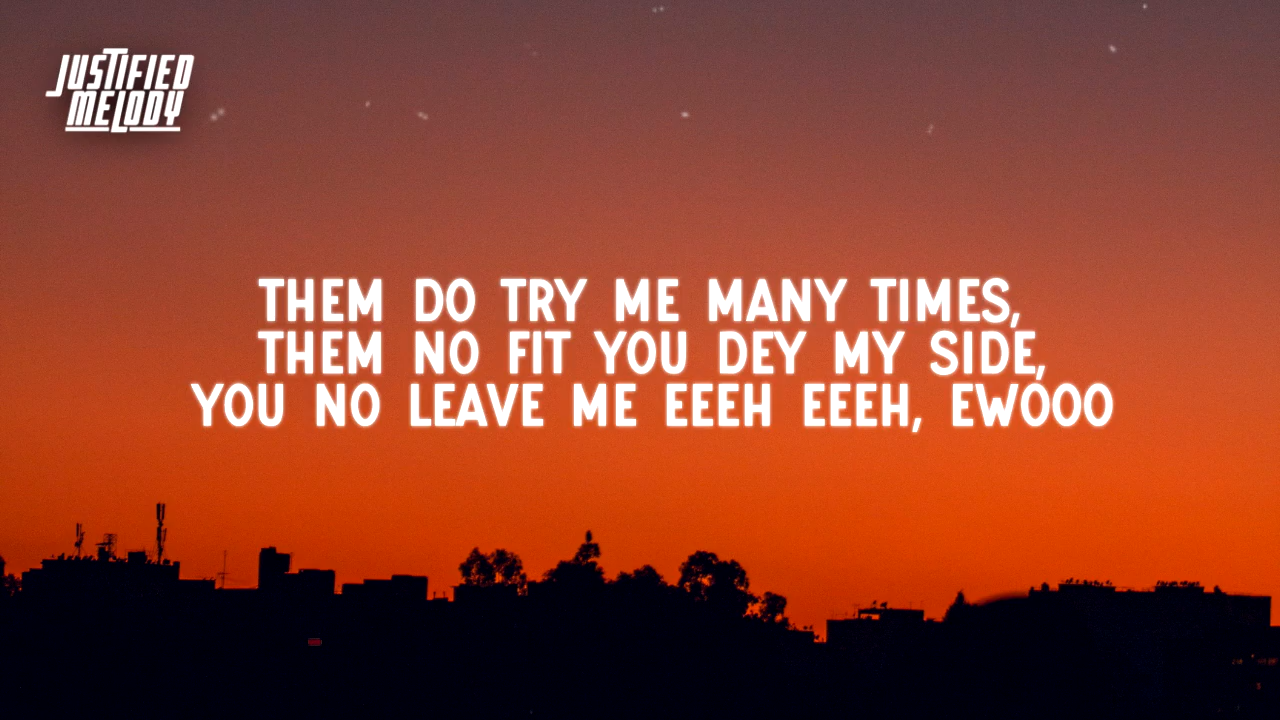 JUSTIFIED
MELODY
THEM DO TRY ME MANY TIMES,
THEM NO FIT YOU DEY MY SIDE,
YOU NO LEAVE ME EEEH EEEH, EWOOO